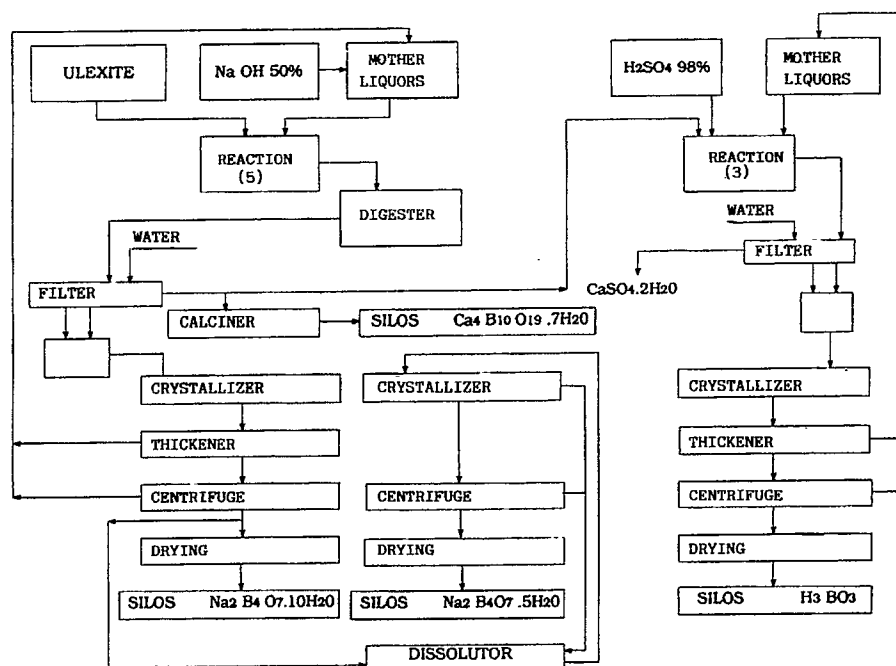 ULEXITE
Na OH 50%
MOTHER
LIQUORS
H2SO4 98%
MOTHER
LIQUORS
REACTION
(5)
REACTION
(3)
DIGESTER
WATER
WATER
FILTER
FILTER
CaSO4.2H2O
CALCINER
SILOS Ca4 B10 O19 .7H2O
CRYSTALLIZER
CRYSTALLIZER
CRYSTALLIZER
THICKENER
THICKENER
CENTRIFUGE
CENTRIFUGE
CENTRIFUGE
DRYING
DRYING
DRYING
SILOS Na2 B4 O7.10H2O
SILOS Na2 B4O7 .5H2O
SILOS H3 BO3
DISSOLUTOR